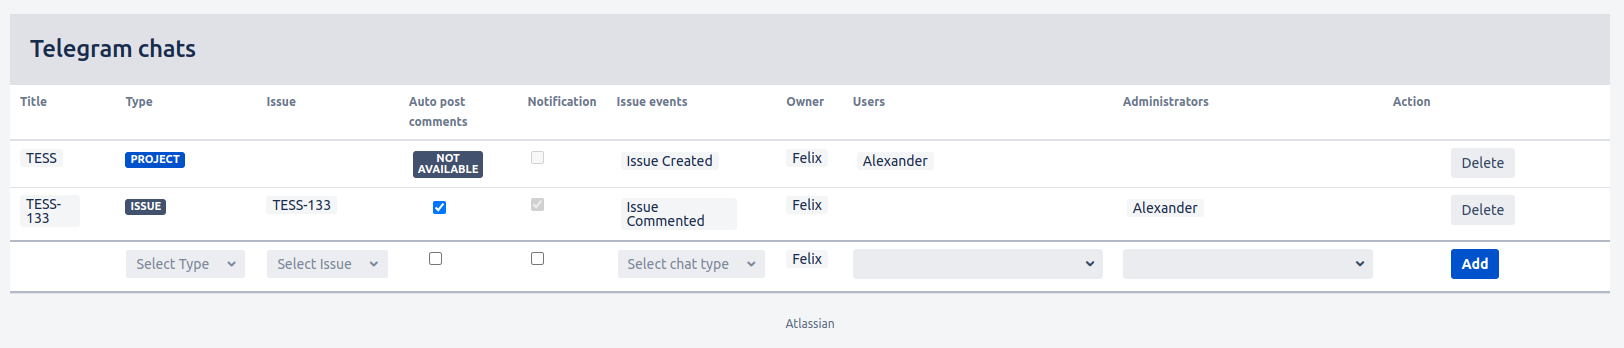 Telegram chats
Title Type Issue Auto post comments Notification Issue events Owner Users Administrators Action
TESS PROJECT NOT AVAILABLE Issue Created Felix Alexander Delete
TESS-133 ISSUE TESS-133 Issue Commented Felix Alexander Delete
Select Type Select Issue Select chat type Felix Add
Atlassian